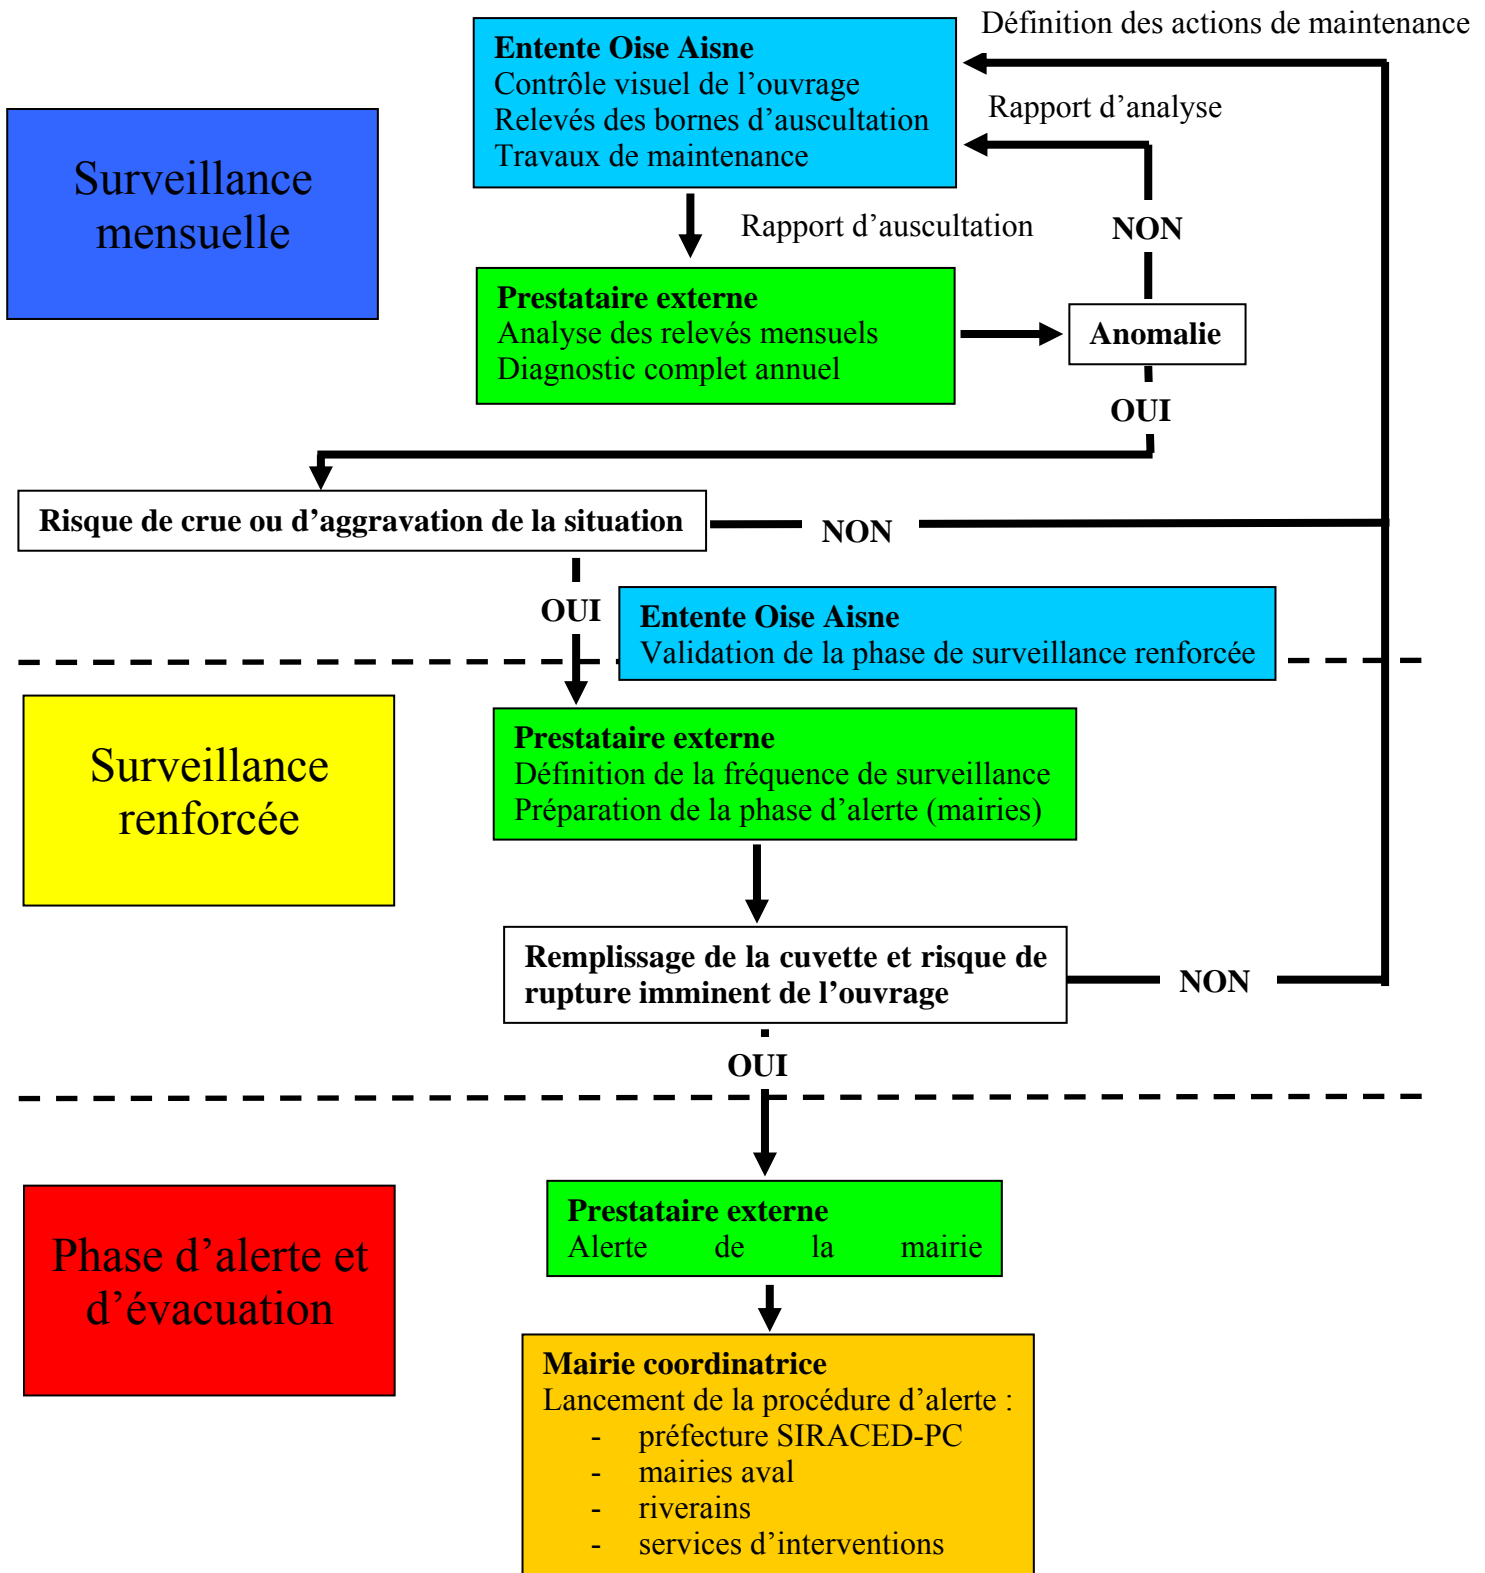 Définition des actions de maintenance
Entente Oise Aisne
Contrôle visuel de l’ouvrage
Relevés des bornes d’auscultation
Travaux de maintenance
Rapport d’analyse
Surveillance
mensuelle
Rapport d’auscultation
NON
Prestataire externe
Analyse des relevés mensuels
Diagnostic complet annuel
Anomalie
OUI
Risque de crue ou d’aggravation de la situation
NON
OUI
Entente Oise Aisne
Validation de la phase de surveillance renforcée
Surveillance
renforcée
Prestataire externe
Définition de la fréquence de surveillance
Préparation de la phase d’alerte (mairies)
Remplissage de la cuvette et risque de
rupture imminent de l’ouvrage
NON
OUI
Phase d’alerte et
d’évacuation
Prestataire externe
Alerte de la mairie
Mairie coordinatrice
Lancement de la procédure d’alerte :
- préfecture SIRACED-PC
- mairies aval
- riverains
- services d’interventions